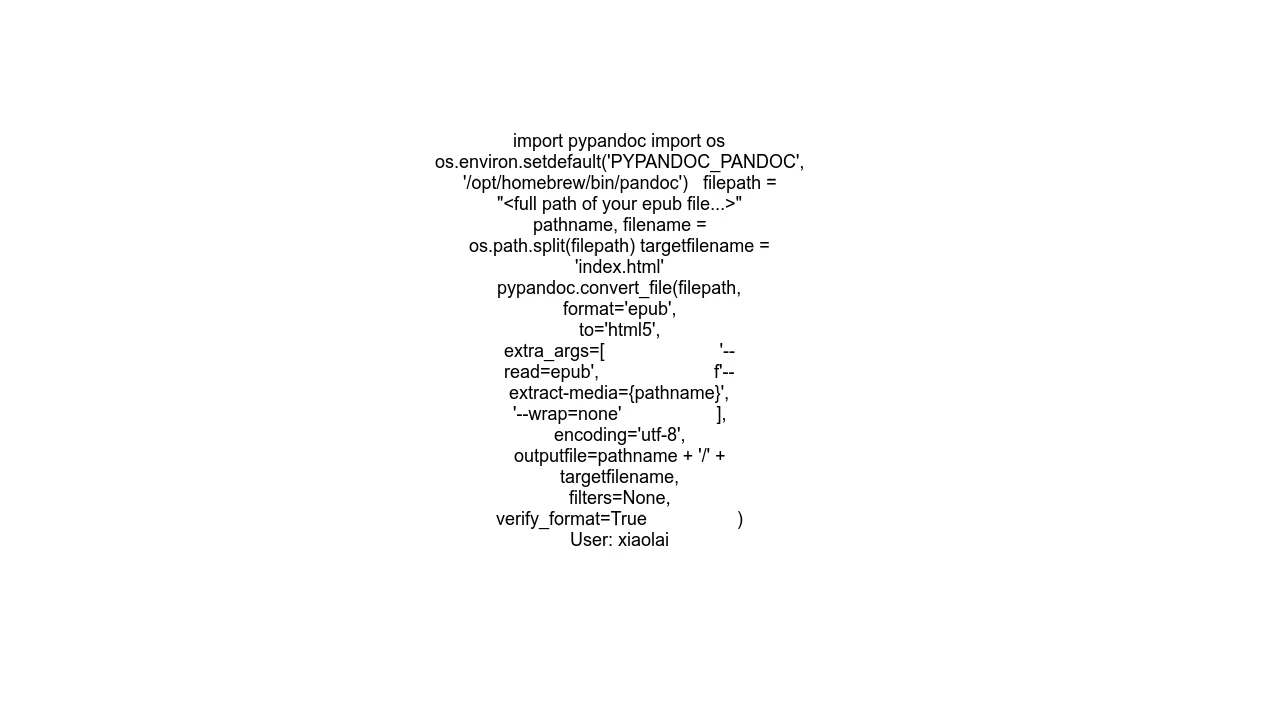 import pypandoc import os
os.environ.setdefault('PYPANDOC_PANDOC',
'/opt/homebrew/bin/pandoc')   filepath =
"<full path of your epub file...>"
pathname, filename =
os.path.split(filepath) targetfilename =
'index.html'
pypandoc.convert_file(filepath,
format='epub',
to='html5',
extra_args=[                       '--
read=epub',                       f'--
extract-media={pathname}',
'--wrap=none'                   ],
encoding='utf-8',
outputfile=pathname + '/' +
targetfilename,
filters=None,
verify_format=True                  )
User: xiaolai